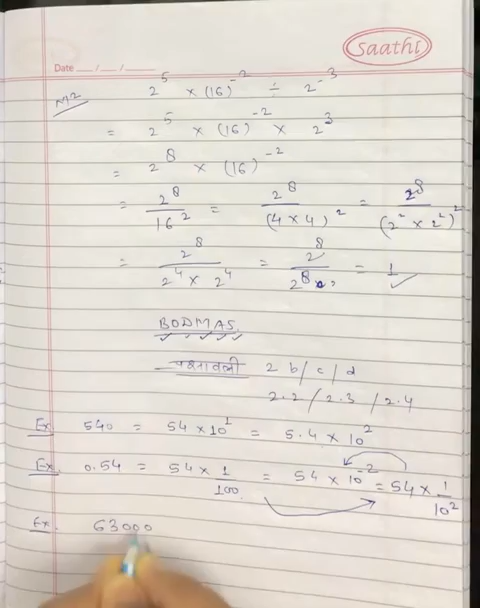 Saathi
Date __/__/__
M2 2^5 × (16)^-2 ÷ 2^-3
= 2^5 × (16)^-2 × 2^3
= 2^8 × (16)^-2
= 2^8/16^2 = 2^8/(4×4)^2 = 2^8/(2^2 × 2^2)^2
= 2^8/(2^4 × 2^4) = 2^8/2^8 = 1 ✓
BODMAS
2 b/c/d
2.2/2.3/2.4
Ex 540 = 54 × 10^1 = 5.4 × 10^2
Ex. 0.54 = 54 × 1/100 = 54 × 10^-2 = 54 × 1/10^2
Ex. 63000